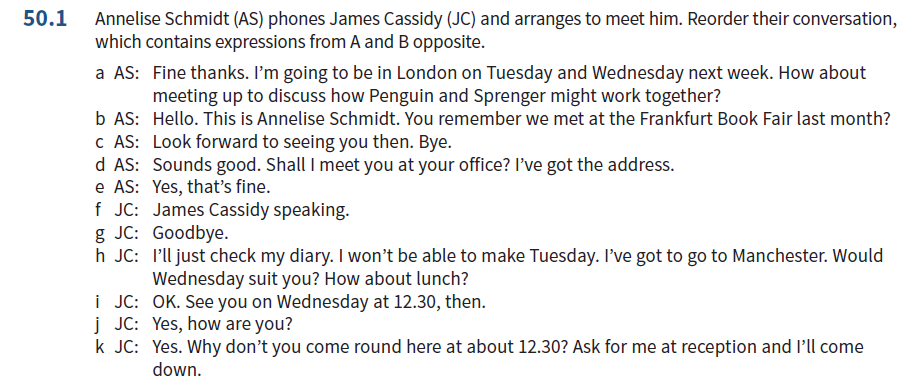 50.1 Annelise Schmidt (AS) phones James Cassidy (JC) and arranges to meet him. Reorder their conversation,
which contains expressions from A and B opposite.
a AS: Fine thanks. I'm going to be in London on Tuesday and Wednesday next week. How about
meeting up to discuss how Penguin and Sprenger might work together?
b AS: Hello. This is Annelise Schmidt. You remember we met at the Frankfurt Book Fair last month?
c AS: Look forward to seeing you then. Bye.
d AS: Sounds good. Shall I meet you at your office? I've got the address.
e AS: Yes, that's fine.
f JC: James Cassidy speaking.
g JC: Goodbye.
h JC: I'll just check my diary. I won't be able to make Tuesday. I've got to go to Manchester. Would
Wednesday suit you? How about lunch?
i JC: OK. See you on Wednesday at 12.30, then.
j JC: Yes, how are you?
k JC: Yes. Why don't you come round here at about 12.30? Ask for me at reception and I'll come
down.